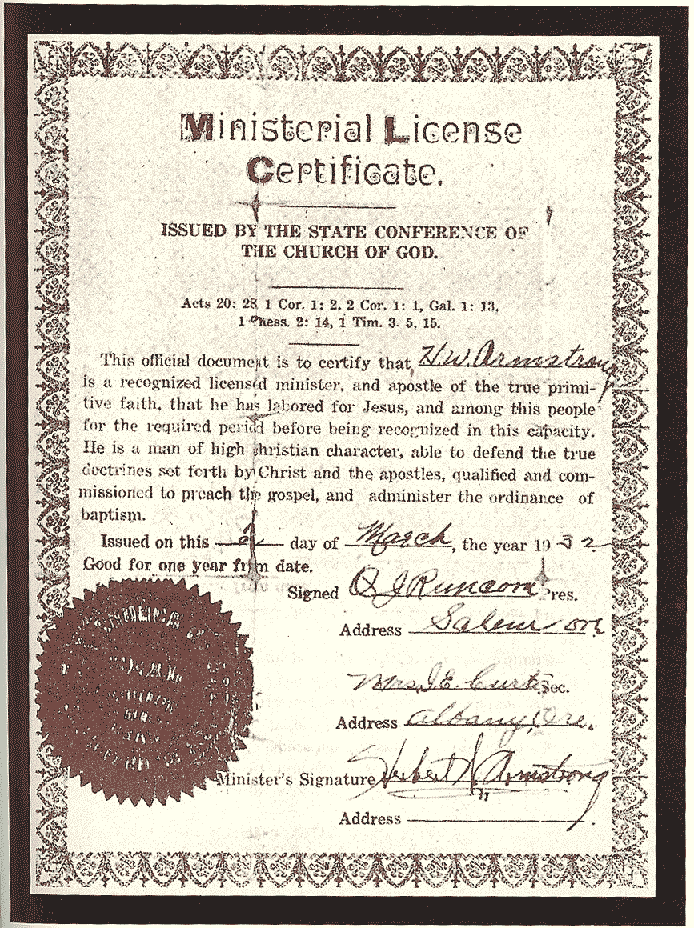 Ministerial License
Certificate.
ISSUED BY THE STATE CONFERENCE OF
THE CHURCH OF GOD.
Acts 20: 28, 1 Cor. 1: 2. 2 Cor. 1: 1, Gal. 1: 13,
1 Thess. 2: 14, 1 Tim. 3. 5, 15.
This official document is to certify that H W Armstrong
is a recognized licensed minister, and apostle of the true primi-
tive faith, that he has labored for Jesus, and among this people
for the required period before being recognized in this capacity.
He is a man of high christian character, able to defend the true
doctrines set forth by Christ and the apostles, qualified and com-
missioned to preach the gospel, and administer the ordinance of
baptism.
Issued on this 2 day of March, the year 1932
Good for one year from date.
Signed O J Runcorn Pres.
Address Salem Ore
Mrs. I. E. Curtis Sec.
Address Albany, Ore.
Minister's Signature Herbert W Armstrong
Address